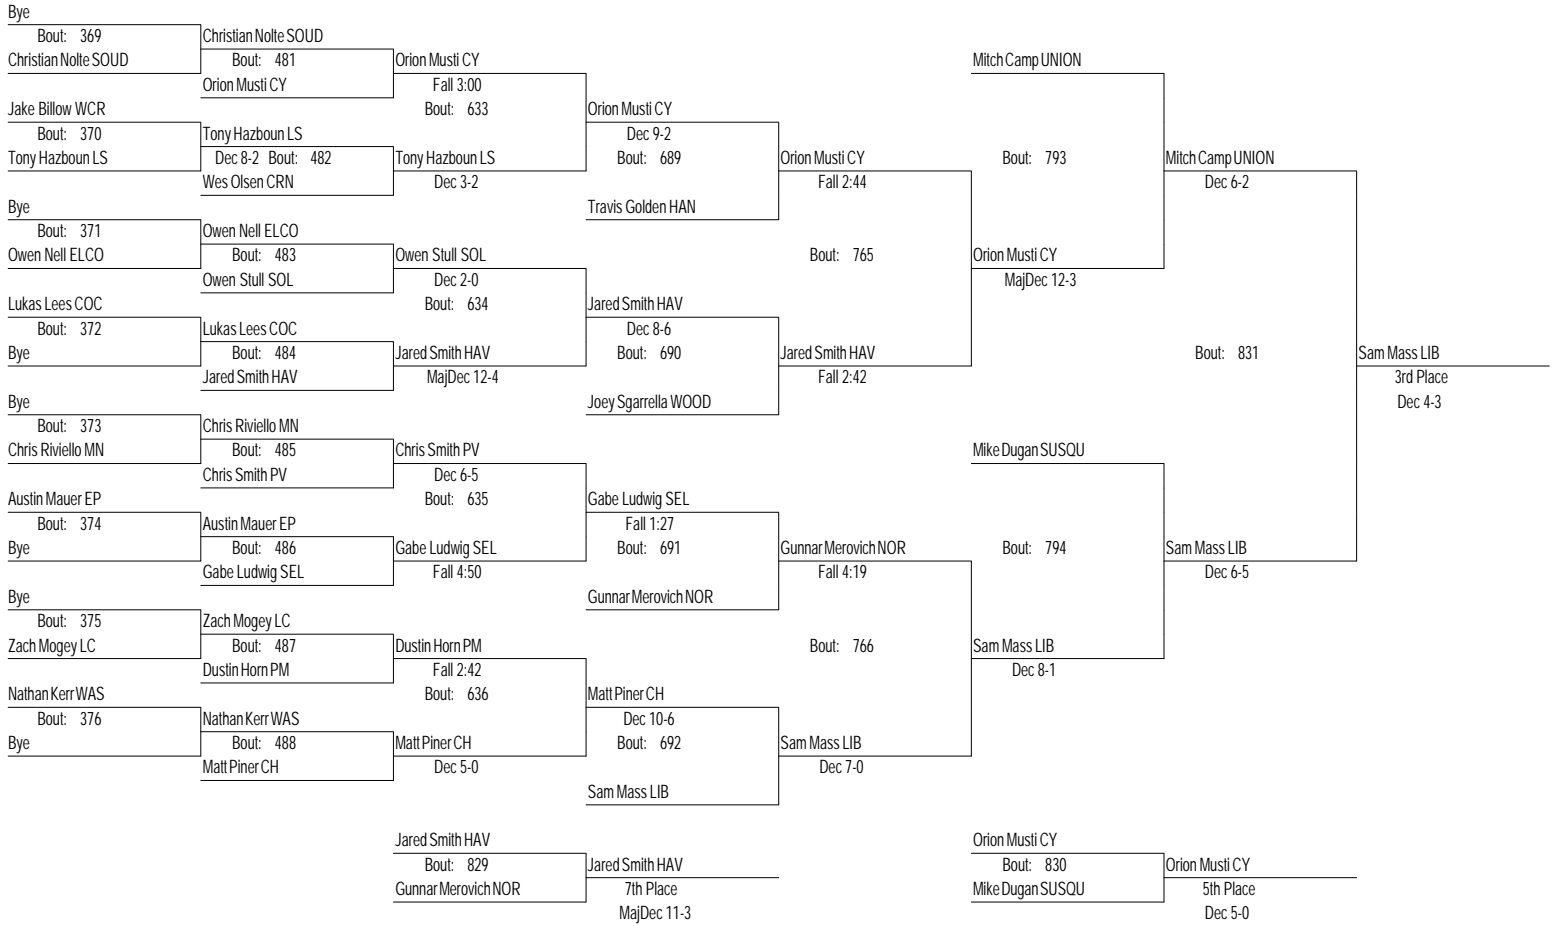 Bye
Bout: 369
Christian Nolte SOUD
Jake Billow WCR
Bout: 370
Tony Hazboun LS
Bye
Bout: 371
Owen Nell ELCO
Lukas Lees COC
Bout: 372
Bye
Bye
Bout: 373
Chris Riviello MN
Austin Mauer EP
Bout: 374
Bye
Bye
Bout: 375
Zach Mogey LC
Nathan Kerr WAS
Bout: 376
Bye
Christian Nolte SOUD
Bout: 481
Orion Musti CY
Tony Hazboun LS
Dec 8-2 Bout: 482
Wes Olsen CRN
Owen Nell ELCO
Bout: 483
Owen Stull SOL
Lukas Lees COC
Bout: 484
Jared Smith HAV
Chris Riviello MN
Bout: 485
Chris Smith PV
Austin Mauer EP
Bout: 486
Gabe Ludwig SEL
Zach Mogey LC
Bout: 487
Dustin Horn PM
Nathan Kerr WAS
Bout: 488
Matt Piner CH
Orion Musti CY
Fall 3:00
Bout: 633
Tony Hazboun LS
Dec 3-2
Owen Stull SOL
Dec 2-0
Bout: 634
Jared Smith HAV
MajDec 12-4
Chris Smith PV
Dec 6-5
Bout: 635
Gabe Ludwig SEL
Fall 4:50
Dustin Horn PM
Fall 2:42
Bout: 636
Matt Piner CH
Dec 5-0
Orion Musti CY
Dec 9-2
Bout: 689
Travis Golden HAN
Jared Smith HAV
Dec 8-6
Bout: 690
Joey Sgarrella WOOD
Gabe Ludwig SEL
Fall 1:27
Bout: 691
Gunnar Merovich NOR
Matt Piner CH
Dec 10-6
Bout: 692
Sam Mass LIB
Orion Musti CY
Fall 2:44
Bout: 765
Jared Smith HAV
Fall 2:42
Gunnar Merovich NOR
Fall 4:19
Bout: 766
Sam Mass LIB
Dec 7-0
Mitch Camp UNION
Bout: 793
Orion Musti CY
MajDec 12-3
Mike Dugan SUSQU
Bout: 794
Sam Mass LIB
Dec 8-1
Mitch Camp UNION
Dec 6-2
Bout: 831
Sam Mass LIB
Dec 6-5
Sam Mass LIB
3rd Place
Dec 4-3
Jared Smith HAV
Bout: 829
Gunnar Merovich NOR
Jared Smith HAV
7th Place
MajDec 11-3
Orion Musti CY
Bout: 830
Mike Dugan SUSQU
Orion Musti CY
5th Place
Dec 5-0